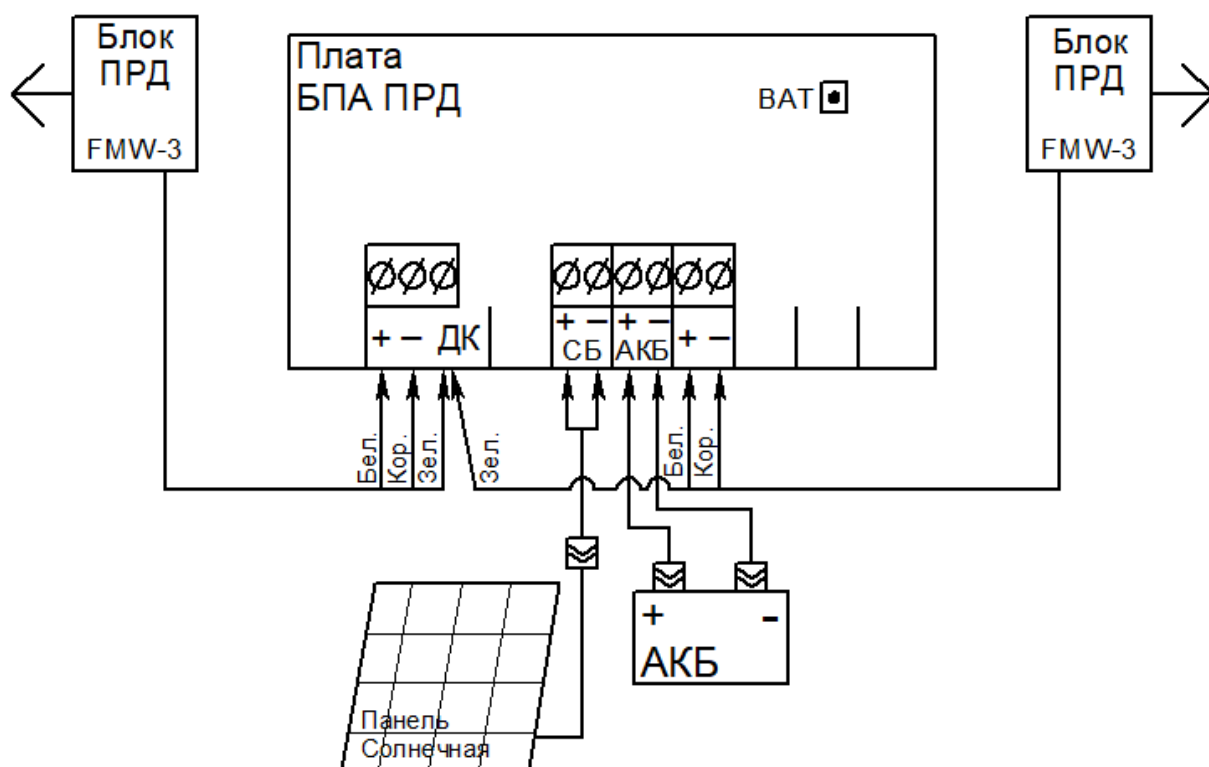 Блок
ПРД
FMW-3
Плата
БПА ПРД
ВАТ
Блок
ПРД
FMW-3
+ − ДК
+ − + −
СБ АКБ + −
Бел.
Кор.
Зел.
Зел.
Бел.
Кор.
+ -
АКБ
Панель
Солнечная